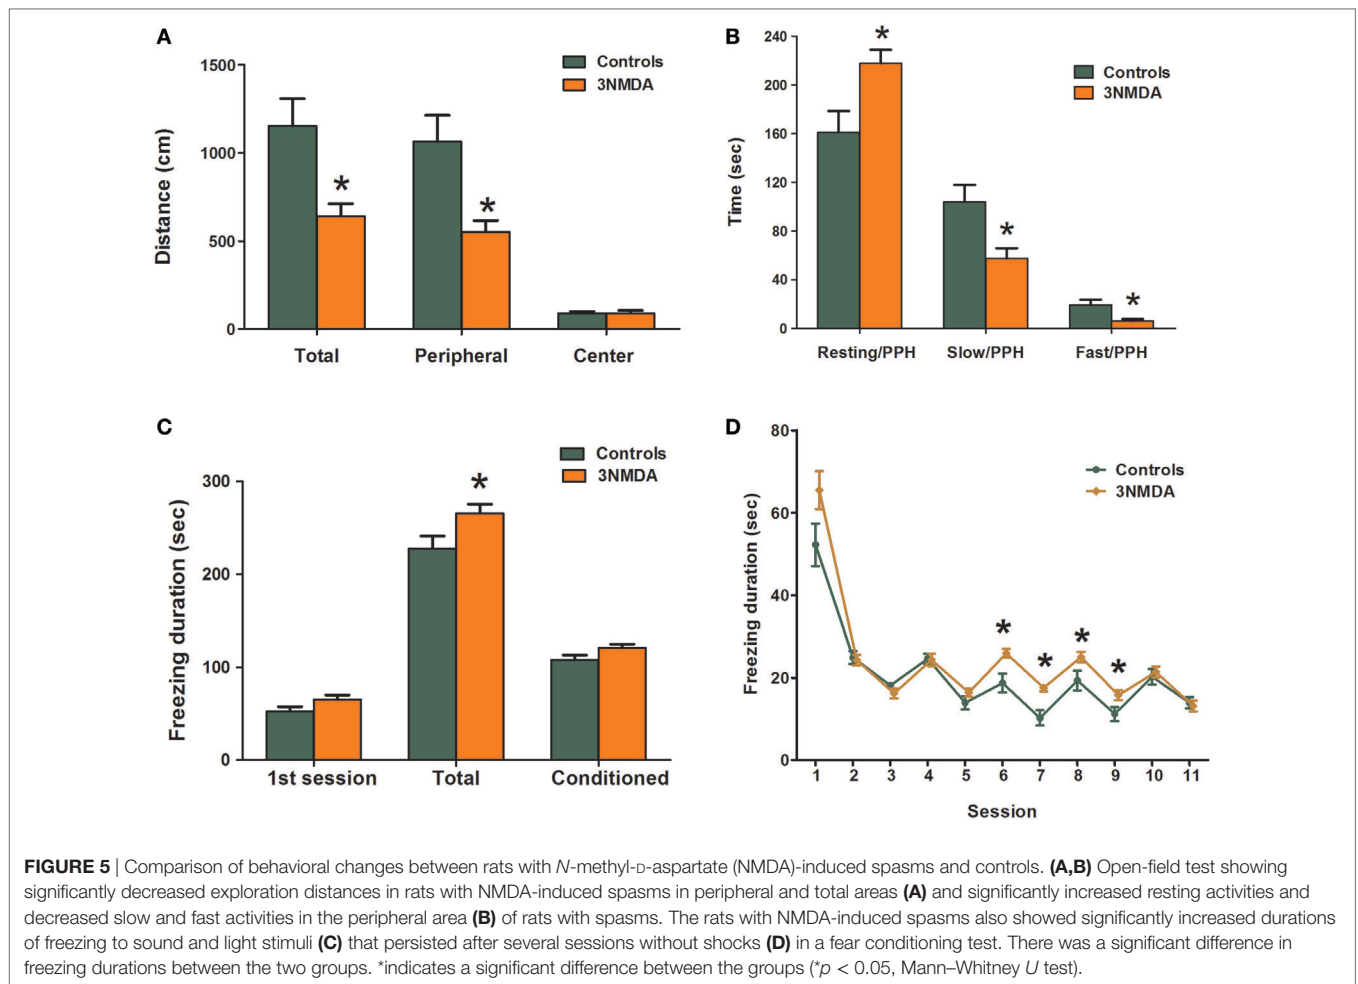 A
1500
1000
500
0
Distance (cm)
Controls
3NMDA
*
*
Total Peripheral Center
B
240
200
160
120
80
40
0
Time (sec)
Controls
3NMDA
*
*
*
Resting/PPH Slow/PPH Fast/PPH
C
300
200
100
0
Freezing duration (sec)
Controls
3NMDA
*
1st session Total Conditioned
D
80
60
40
20
0
Freezing duration (sec)
Controls
3NMDA
*
*
*
*
1 2 3 4 5 6 7 8 9 10 11
Session
FIGURE 5 | Comparison of behavioral changes between rats with N-methyl-D-aspartate (NMDA)-induced spasms and controls. (A,B) Open-field test showing
significantly decreased exploration distances in rats with NMDA-induced spasms in peripheral and total areas (A) and significantly increased resting activities and
decreased slow and fast activities in the peripheral area (B) of rats with spasms. The rats with NMDA-induced spasms also showed significantly increased durations
of freezing to sound and light stimuli (C) that persisted after several sessions without shocks (D) in a fear conditioning test. There was a significant difference in
freezing durations between the two groups. *indicates a significant difference between the groups (*p < 0.05, Mann–Whitney U test).